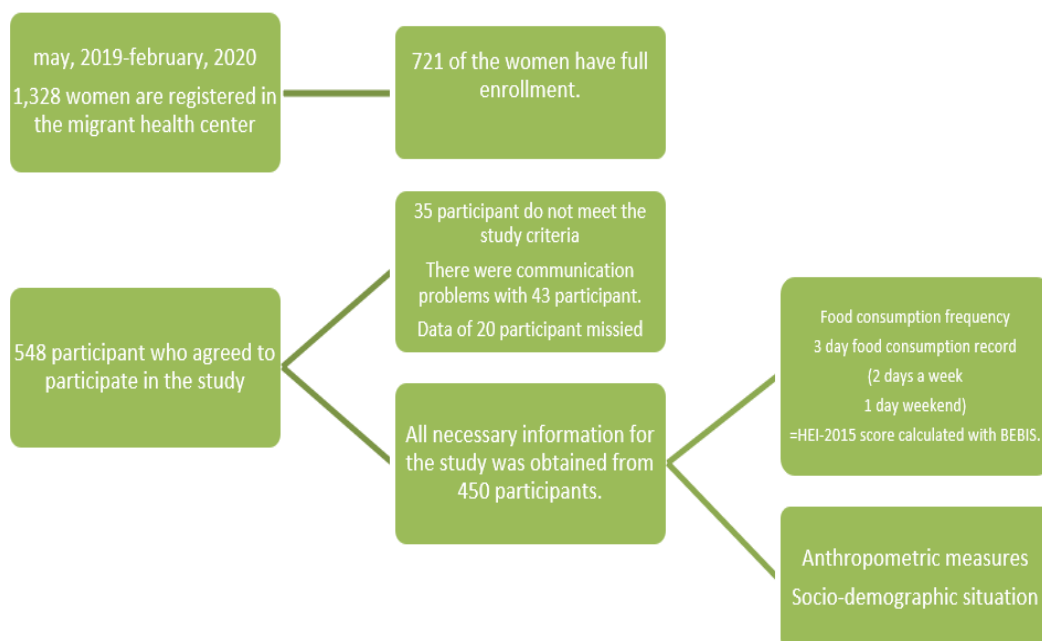 may, 2019-february, 2020
1,328 women are registered in
the migrant health center
721 of the women have full
enrollment.
548 participant who agreed to
participate in the study
35 participant do not meet the
study criteria
There were communication
problems with 43 participant.
Data of 20 participant missied
All necessary information for
the study was obtained from
450 participants.
Food consumption frequency
3 day food consumption record
(2 days a week
1 day weekend)
=HEI-2015 score calculated with BEBIS.
Anthropometric measures
Socio-demographic situation